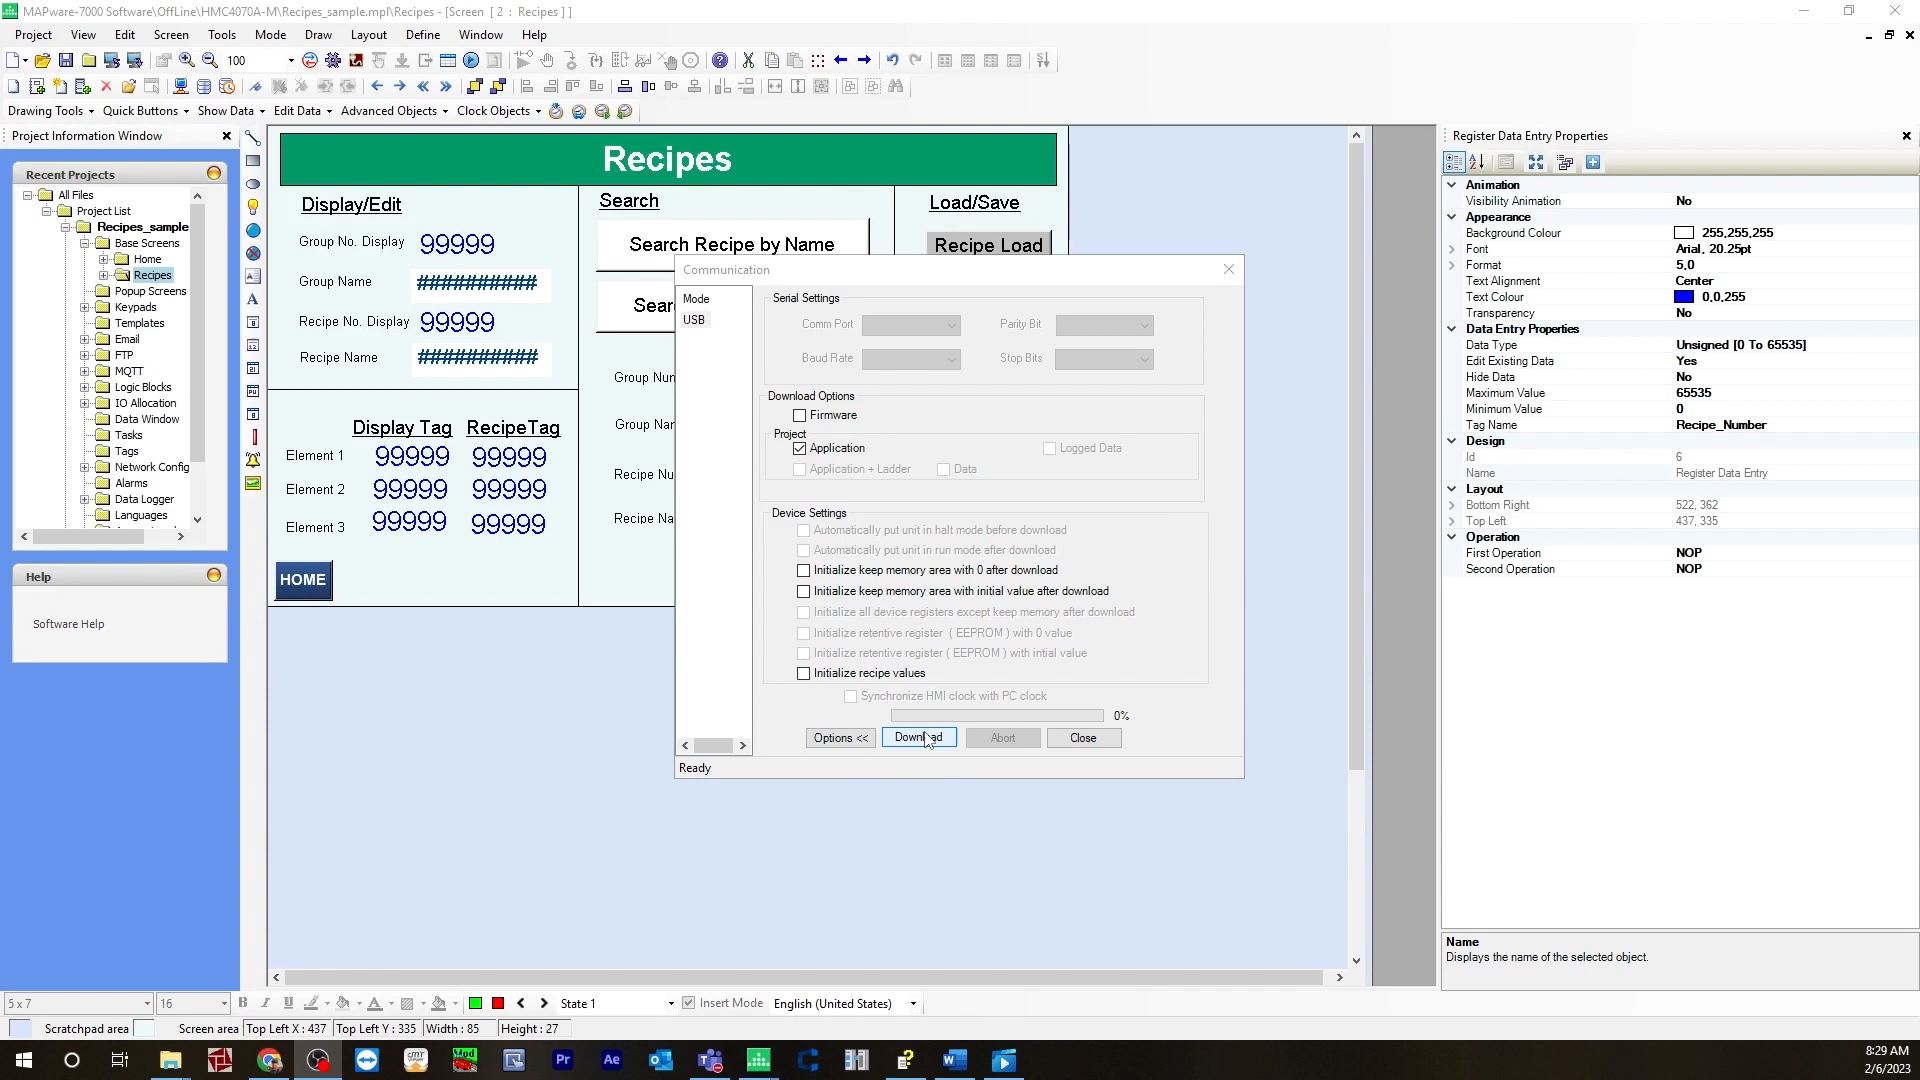 MAPware-7000 Software\OffLine\HMC4070A-M\Recipes_sample.mpl\Recipes - [Screen  [ 2  :  Recipes ] ]
Project View Edit Screen Tools Mode Draw Layout Define Window Help
100
Drawing Tools Quick Buttons Show Data Edit Data Advanced Objects Clock Objects
Project Information Window
Recent Projects
All Files
Project List
Recipes_sample
Base Screens
Home
Recipes
Popup Screens
Keypads
Templates
Email
FTP
MQTT
Logic Blocks
IO Allocation
Data Window
Tasks
Tags
Network Config
Alarms
Data Logger
Languages
Help
Software Help
Recipes
Display/Edit
Group No. Display 99999
Group Name ############
Recipe No. Display 99999
Recipe Name ############
Display Tag RecipeTag
Element 1 99999 99999
Element 2 99999 99999
Element 3 99999 99999
HOME
Search
Search Recipe by Name
Sear
Group Nun
Group Nar
Recipe Nu
Recipe Na
Load/Save
Recipe Load
Communication
Mode
USB
Serial Settings
Comm Port Parity Bit
Baud Rate Stop Bits
Download Options
Firmware
Project
Application Logged Data
Application + Ladder Data
Device Settings
Automatically put unit in halt mode before download
Automatically put unit in run mode after download
Initialize keep memory area with 0 after download
Initialize keep memory area with initial value after download
Initialize all device registers except keep memory after download
Initialize retentive register  ( EEPROM ) with 0 value
Initialize retentive register ( EEPROM ) with intial value
Initialize recipe values
Synchronize HMI clock with PC clock
0%
Options << Download Abort Close
Ready
Register Data Entry Properties
Animation
Visibility Animation No
Appearance
Background Colour 255,255,255
Font Arial, 20.25pt
Format 5,0
Text Alignment Center
Text Colour 0,0,255
Transparency No
Data Entry Properties
Data Type Unsigned [0 To 65535]
Edit Existing Data Yes
Hide Data No
Maximum Value 65535
Minimum Value 0
Tag Name Recipe_Number
Design
Id 6
Name Register Data Entry
Layout
Bottom Right 522, 362
Top Left 437, 335
Operation
First Operation NOP
Second Operation NOP
Name
Displays the name of the selected object.
5 x 7 16 B I U A State 1 Insert Mode English (United States)
Scratchpad area Screen area Top Left X : 437 Top Left Y : 335 Width : 85 Height : 27
Pr Ae
8:29 AM
2/6/2023